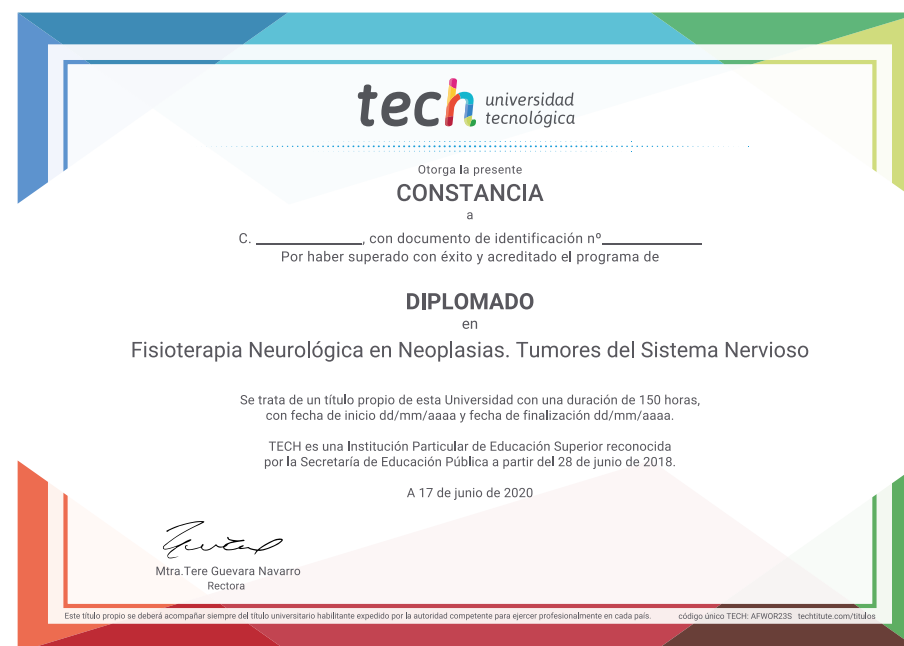 tech universidad
tecnológica
Otorga la presente
CONSTANCIA
a
C. ____________, con documento de identificación nº____________
Por haber superado con éxito y acreditado el programa de
DIPLOMADO
en
Fisioterapia Neurológica en Neoplasias. Tumores del Sistema Nervioso
Se trata de un título propio de esta Universidad con una duración de 150 horas,
con fecha de inicio dd/mm/aaaa y fecha de finalización dd/mm/aaaa.
TECH es una Institución Particular de Educación Superior reconocida
por la Secretaría de Educación Pública a partir del 28 de junio de 2018.
A 17 de junio de 2020
Mtra.Tere Guevara Navarro
Rectora
Este título propio se deberá acompañar siempre del título universitario habilitante expedido por la autoridad competente para ejercer profesionalmente en cada país. código único TECH: AFWOR23S techtitute.com/titulos